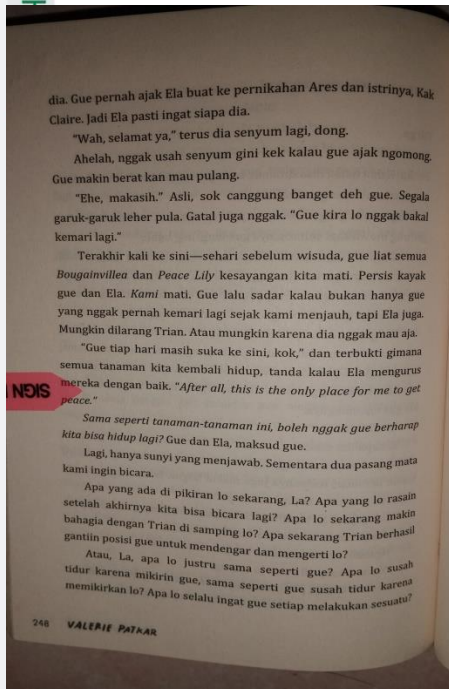 dia. Gue pernah ajak Ela buat ke pernikahan Ares dan istrinya, Kak
Claire. Jadi Ela pasti ingat siapa dia.
"Wah, selamat ya," terus dia senyum lagi, dong.
Ahelah, nggak usah senyum gini kek kalau gue ajak ngomong.
Gue makin berat kan mau pulang.
"Ehe, makasih." Asli, sok canggung banget deh gue. Segala
garuk-garuk leher pula. Gatal juga nggak. "Gue kira lo nggak bakal
kemari lagi."
Terakhir kali ke sini—sehari sebelum wisuda, gue liat semua
Bougainvillea dan Peace Lily kesayangan kita mati. Persis kayak
gue dan Ela. Kami mati. Gue lalu sadar kalau bukan hanya gue
yang nggak pernah kemari lagi sejak kami menjauh, tapi Ela juga.
Mungkin dilarang Trian. Atau mungkin karena dia nggak mau aja.
"Gue tiap hari masih suka ke sini, kok," dan terbukti gimana
semua tanaman kita kembali hidup, tanda kalau Ela mengurus
mereka dengan baik. "After all, this is the only place for me to get
peace."
SIGN
Sama seperti tanaman-tanaman ini, boleh nggak gue berharap
kita bisa hidup lagi? Gue dan Ela, maksud gue.
Lagi, hanya sunyi yang menjawab. Sementara dua pasang mata
kami ingin bicara.
Apa yang ada di pikiran lo sekarang, La? Apa yang lo rasain
setelah akhirnya kita bisa bicara lagi? Apa lo sekarang makin
bahagia dengan Trian di samping lo? Apa sekarang Trian berhasil
gantiin posisi gue untuk mendengar dan mengerti lo?
Atau, La, apa lo justru sama seperti gue? Apa lo susah
tidur karena mikirin gue, sama seperti gue susah tidur karena
memikirkan lo? Apa lo selalu ingat gue setiap melakukan sesuatu?
248 VALERIE PATKAR